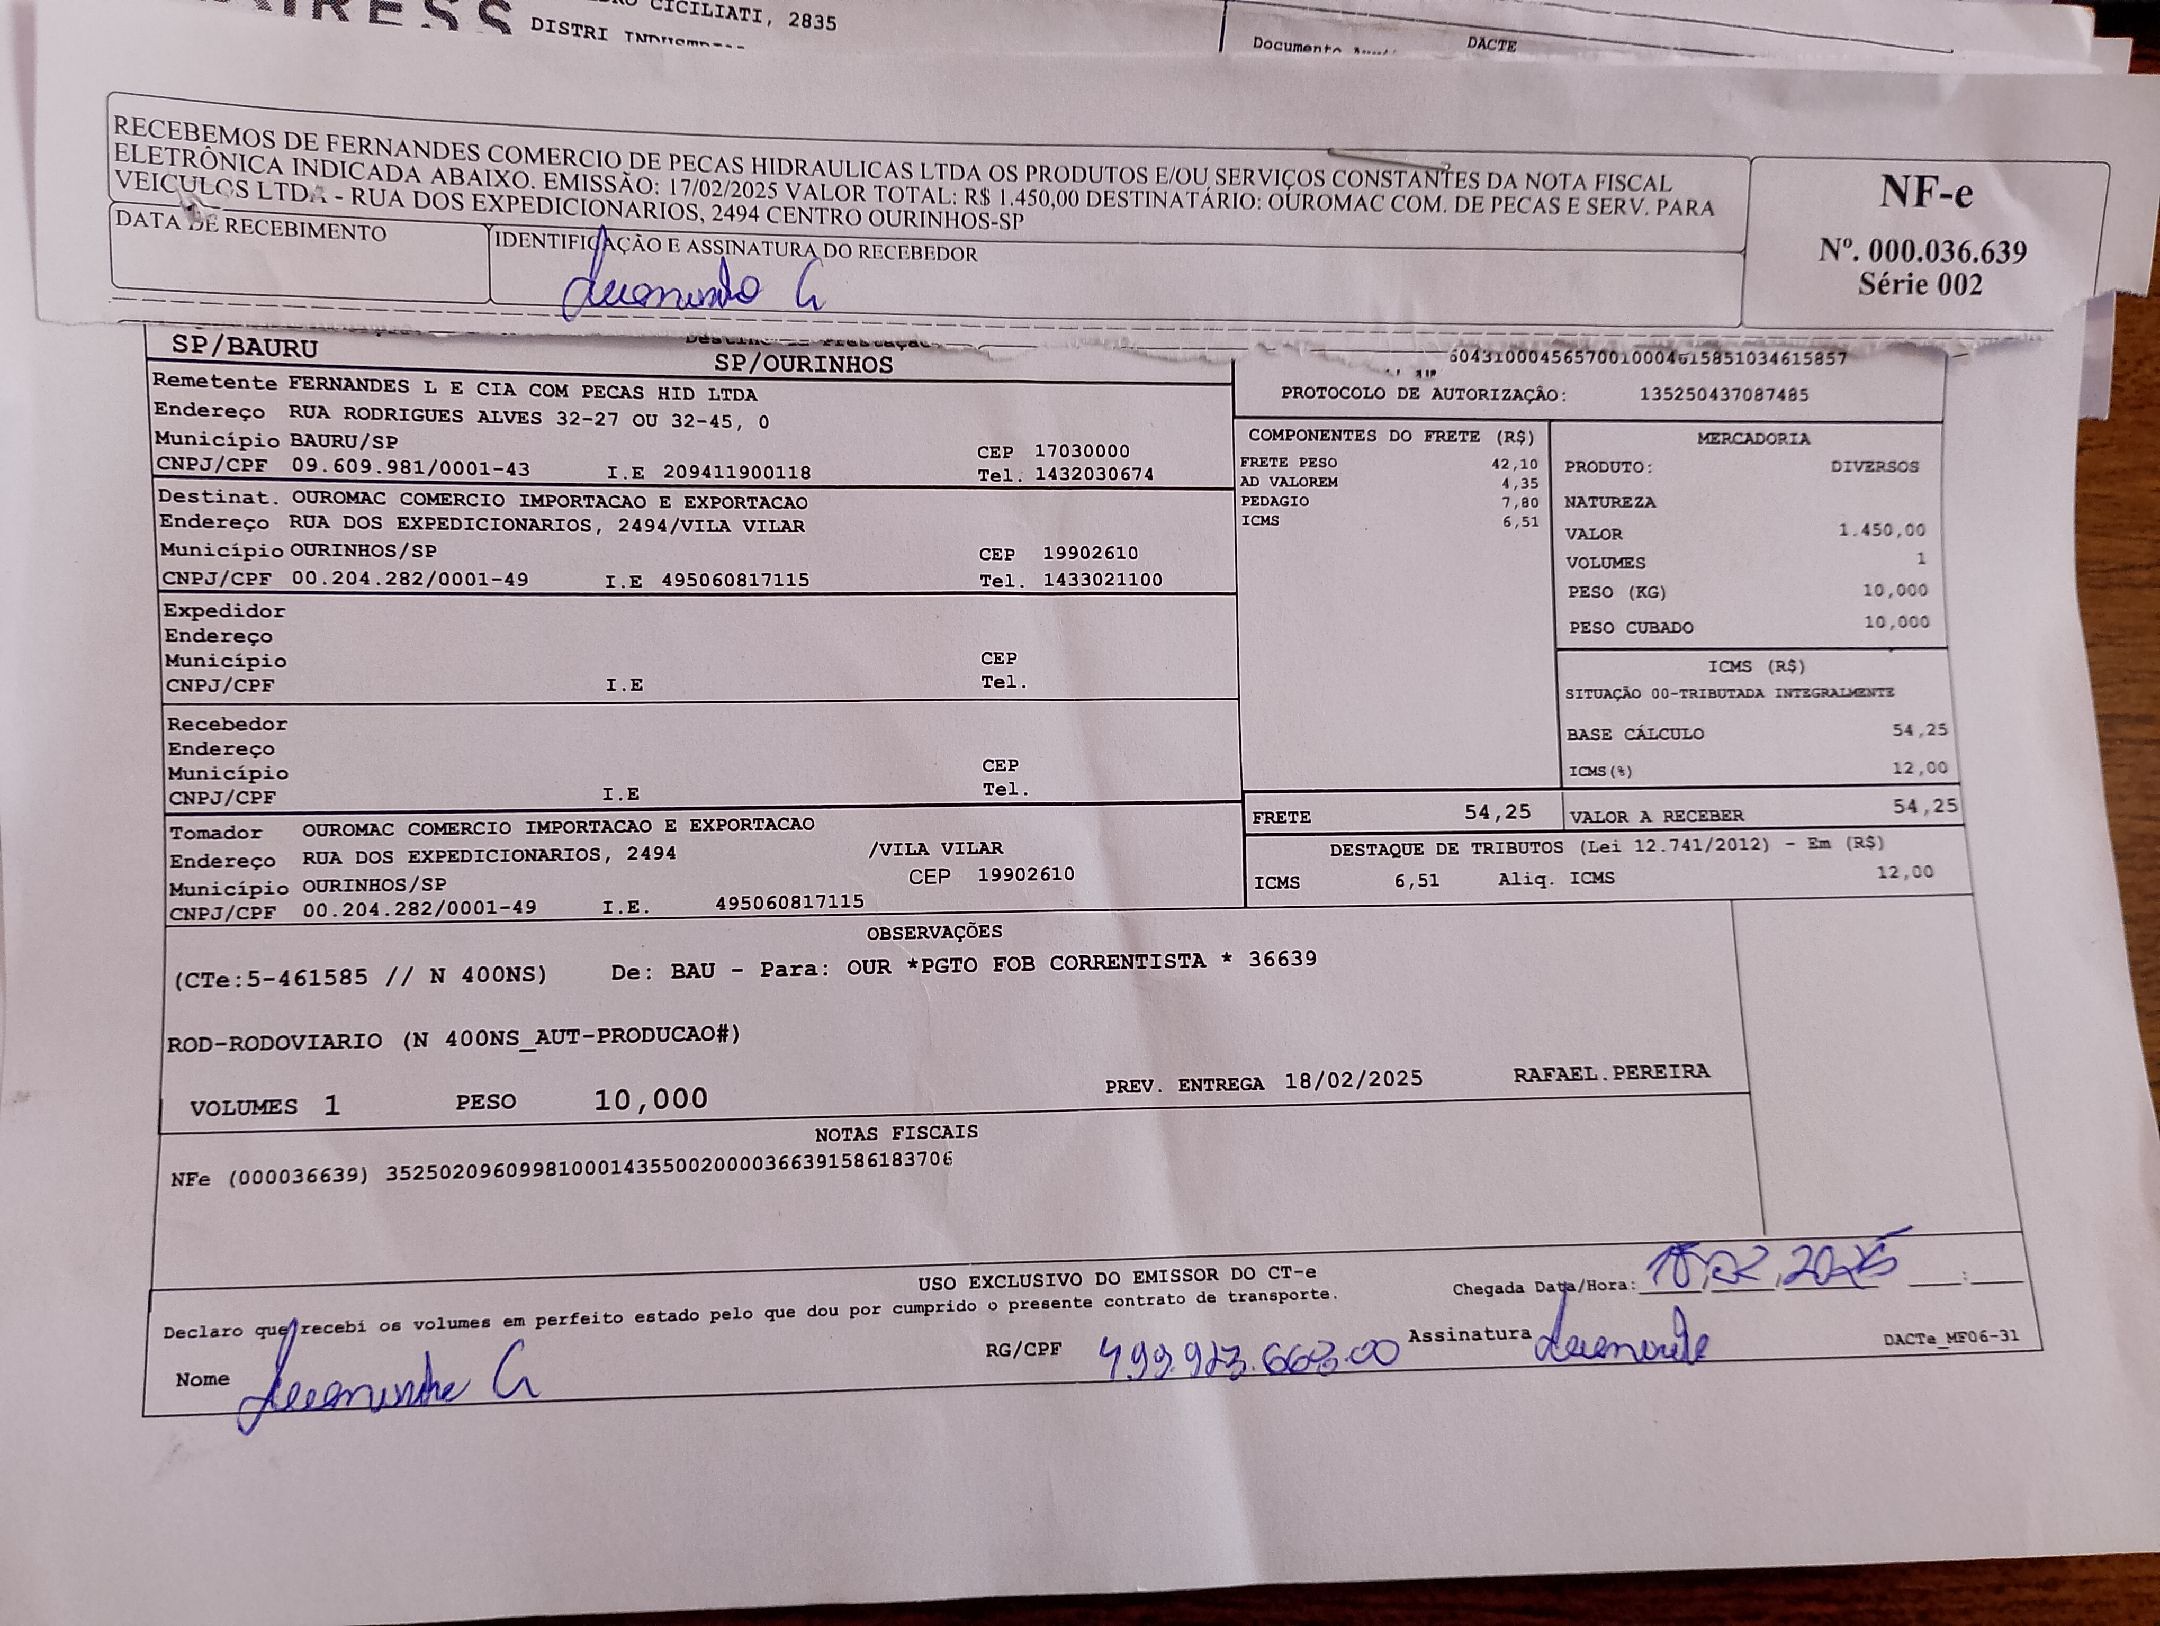 CICILIATI, 2835
DISTRI
DACTE
RECEBEMOS DE FERNANDES COMERCIO DE PECAS HIDRAULICAS LTDA OS PRODUTOS E/OU SERVIÇOS CONSTANTES DA NOTA FISCAL
ELETRÔNICA INDICADA ABAIXO. EMISSÃO: 17/02/2025 VALOR TOTAL: R$ 1.450,00 DESTINATÁRIO: OUROMAC COM. DE PECAS E SERV. PARA
VEICULOS LTDA - RUA DOS EXPEDICIONARIOS, 2494 CENTRO OURINHOS-SP
DATA DE RECEBIMENTO
IDENTIFICAÇÃO E ASSINATURA DO RECEBEDOR
NF-e
Nº. 000.036.639
Série 002
SP/BAURU
SP/OURINHOS
Remetente FERNANDES L E CIA COM PECAS HID LTDA
Endereço RUA RODRIGUES ALVES 32-27 OU 32-45, 0
Município BAURU/SP CEP 17030000
CNPJ/CPF 09.609.981/0001-43 I.E 209411900118 Tel. 1432030674
Destinat. OUROMAC COMERCIO IMPORTACAO E EXPORTACAO
Endereço RUA DOS EXPEDICIONARIOS, 2494/VILA VILAR
Município OURINHOS/SP CEP 19902610
CNPJ/CPF 00.204.282/0001-49 I.E 495060817115 Tel. 1433021100
Expedidor
Endereço
Município CEP
CNPJ/CPF I.E Tel.
Recebedor
Endereço
Município CEP
CNPJ/CPF I.E Tel.
Tomador OUROMAC COMERCIO IMPORTACAO E EXPORTACAO
Endereço RUA DOS EXPEDICIONARIOS, 2494 /VILA VILAR
Município OURINHOS/SP CEP 19902610
CNPJ/CPF 00.204.282/0001-49 I.E. 495060817115
PROTOCOLO DE AUTORIZAÇÃO: 135250437087485
COMPONENTES DO FRETE (R$)
FRETE PESO 42,10
AD VALOREM 4,35
PEDAGIO 7,80
ICMS 6,51
MERCADORIA
PRODUTO: DIVERSOS
NATUREZA
VALOR 1.450,00
VOLUMES 1
PESO (KG) 10,000
PESO CUBADO 10,000
ICMS (R$)
SITUAÇÃO 00-TRIBUTADA INTEGRALMENTE
BASE CÁLCULO 54,25
ICMS(%) 12,00
FRETE 54,25 VALOR A RECEBER 54,25
DESTAQUE DE TRIBUTOS (Lei 12.741/2012) - Em (R$)
ICMS 6,51 Aliq. ICMS 12,00
OBSERVAÇÕES
(CTe:5-461585 // N 400NS) De: BAU - Para: OUR *PGTO FOB CORRENTISTA * 36639
ROD-RODOVIARIO (N 400NS_AUT-PRODUCAO#)
VOLUMES 1 PESO 10,000 PREV. ENTREGA 18/02/2025 RAFAEL.PEREIRA
NOTAS FISCAIS
NFe (000036639) 35250209609981000143550020000366391586183706
USO EXCLUSIVO DO EMISSOR DO CT-e
Chegada Data/Hora: 18,02,2025
Declaro que recebi os volumes em perfeito estado pelo que dou por cumprido o presente contrato de transporte.
Nome
RG/CPF
Assinatura
DACTe_MF06-31